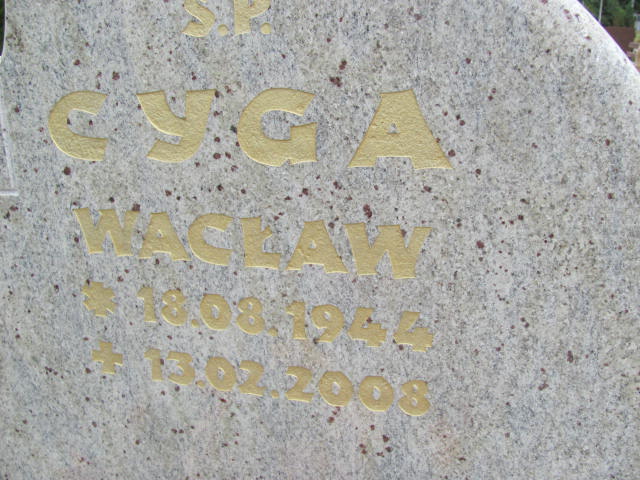 Ś.P.
CYGA
WACŁAW
* 18.08.1944
+ 13.02.2008